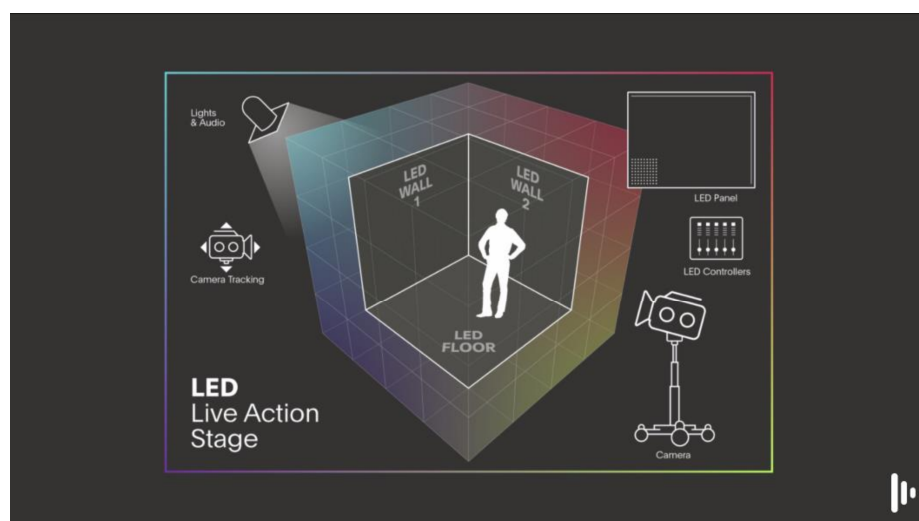 Lights
& Audio
LED
WALL
1
LED
WALL
2
LED Panel
Camera Tracking
LED Controllers
LED
FLOOR
LED
Live Action
Stage
Camera